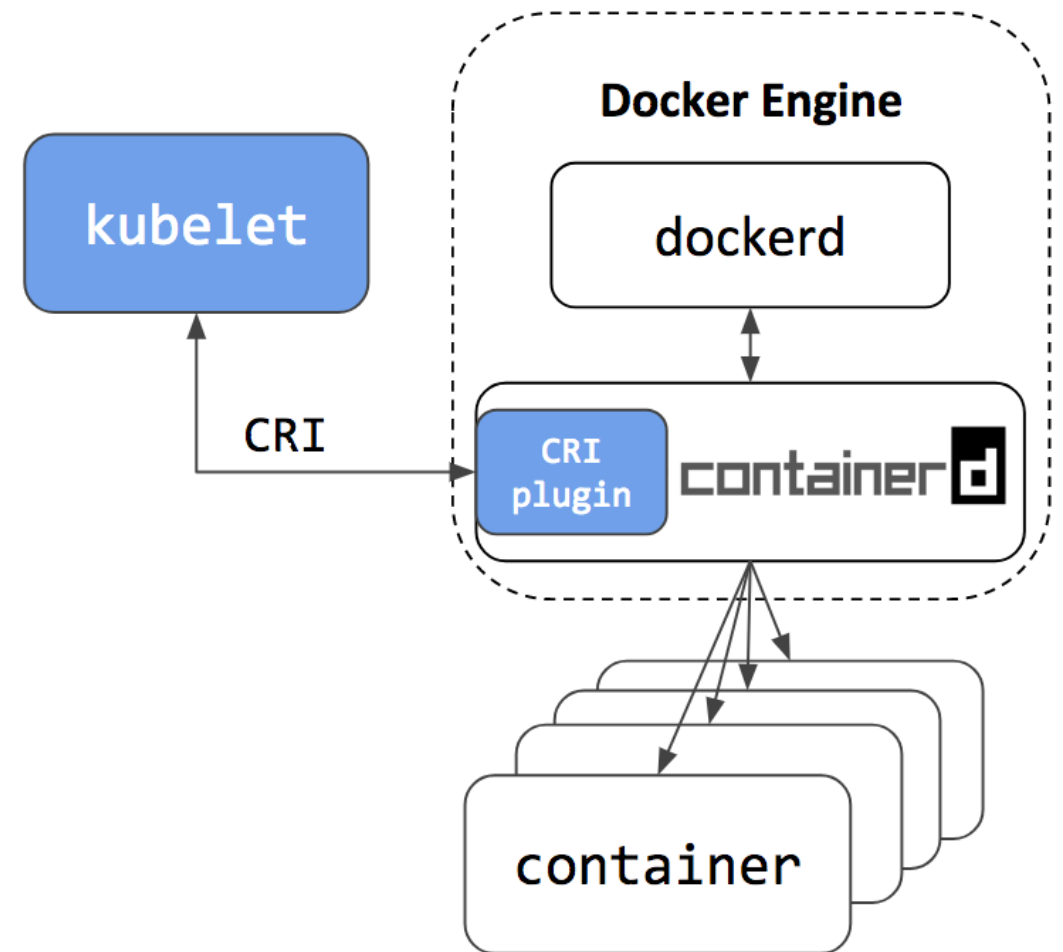 Docker Engine
kubelet
dockerd
CRI
CRI
plugin
containerd
container